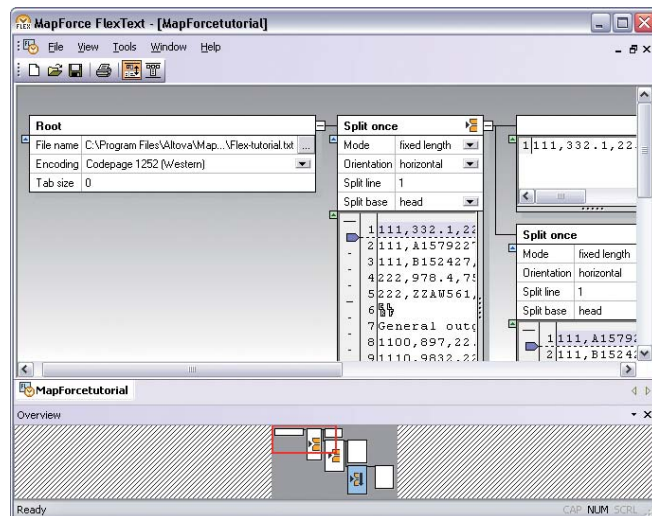 MapForce FlexText - [MapForcetutorial]
File View Tools Window Help
Root
File name C:\Program Files\Altova\Map...\Flex-tutorial.txt ...
Encoding Codepage 1252 (Western)
Tab size 0
Split once
Mode fixed length
Orientation horizontal
Split line 1
Split base head
1 111,332.1,22
2 111,A157922
3 111,B152427,
4 222,978.4,75
5 222,ZZAW561,
6
7 General outg
8 1100,897,22.
9 1110,9832,22
1 111,332.1,22.
Split once
Mode fixed length
Orientation horizontal
Split line 1
Split base head
1 111,A1579
2 111,B1524
MapForcetutorial
Overview
Ready
CAP NUM SCRL